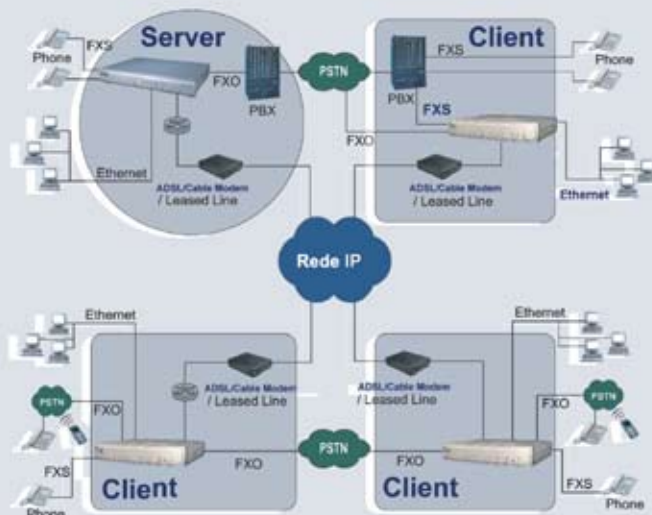 Server
FXS
Phone
FXO
PBX
Ethernet
ADSL/Cable Modem
/ Leased Line
PSTN
Client
FXS
Phone
PBX
FXS
FXO
ADSL/Cable Modem
/ Leased Line
Ethernet
Rede IP
Ethernet
ADSL/Cable Modem
/ Leased Line
PSTN
FXO
FXS
FXO
Phone
Client
PSTN
Ethernet
ADSL/Cable Modem
/ Leased Line
FXO
PSTN
FXO
FXS
Phone
Client